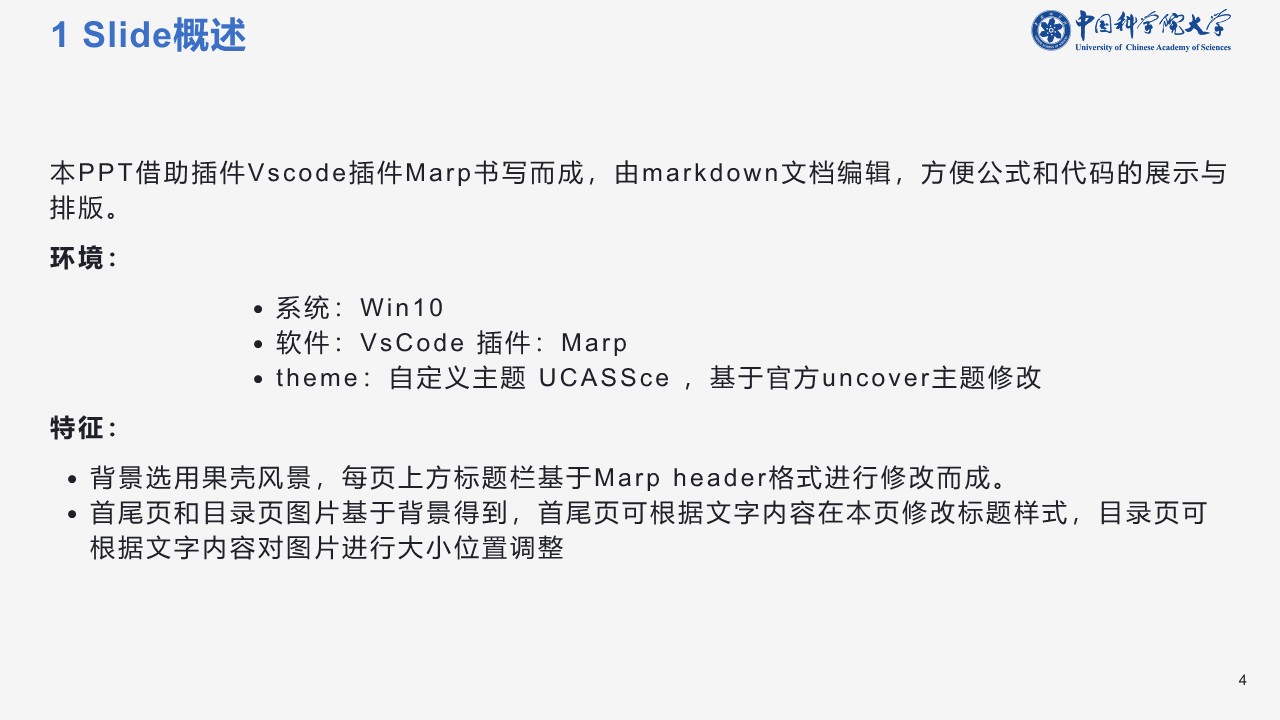 1 Slide概述
中国科学院大学
University of Chinese Academy of Sciences
本PPT借助插件Vscode插件Marp书写而成，由markdown文档编辑，方便公式和代码的展示与
排版。
环境：
• 系统：Win10
• 软件：VsCode 插件：Marp
• theme：自定义主题 UCASSce ，基于官方uncover主题修改
特征：
• 背景选用果壳风景，每页上方标题栏基于Marp header格式进行修改而成。
• 首尾页和目录页图片基于背景得到，首尾页可根据文字内容在本页修改标题样式，目录页可
根据文字内容对图片进行大小位置调整
4